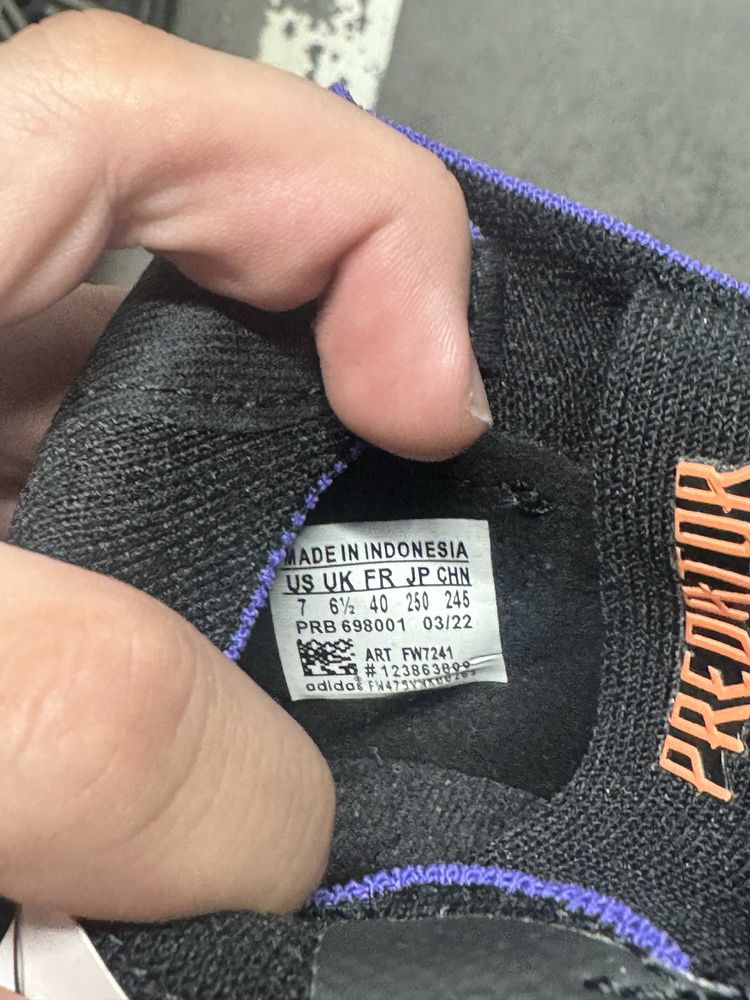 MADE IN INDONESIA
US UK FR JP CHN
7 6½ 40 250 245
PRB 698001 03/22
ART FW7241
adidas
PREDATOR